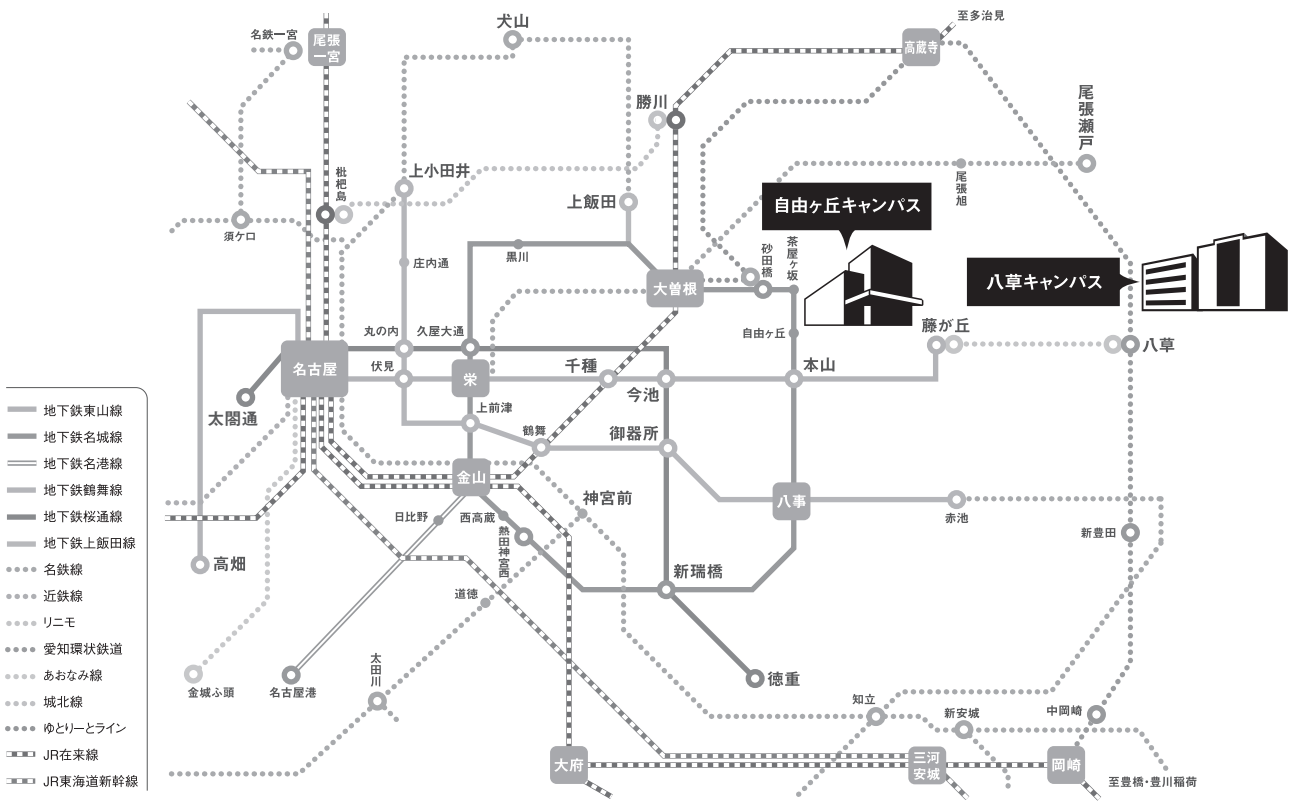 至多治見
犬山
名鉄一宮
尾張
一宮
高蔵寺
勝川
尾張瀬戸
枇杷島
上小田井
尾張旭
上飯田
自由ヶ丘キャンパス
須ケ口
黒川
砂田橋
茶屋ヶ坂
庄内通
大曽根
八草キャンパス
丸の内
久屋大通
自由ヶ丘
藤が丘
八草
名古屋
伏見
栄
千種
今池
本山
太閤通
上前津
鶴舞
御器所
金山
八事
神宮前
赤池
日比野
西高蔵
熱田神宮西
新豊田
高畑
新瑞橋
道徳
太田川
徳重
金城ふ頭
名古屋港
知立
新安城
中岡崎
大府
三河
安城
岡崎
至豊橋・豊川稲荷
地下鉄東山線
地下鉄名城線
地下鉄名港線
地下鉄鶴舞線
地下鉄桜通線
地下鉄上飯田線
名鉄線
近鉄線
リニモ
愛知環状鉄道
あおなみ線
城北線
ゆとりーとライン
JR在来線
JR東海道新幹線